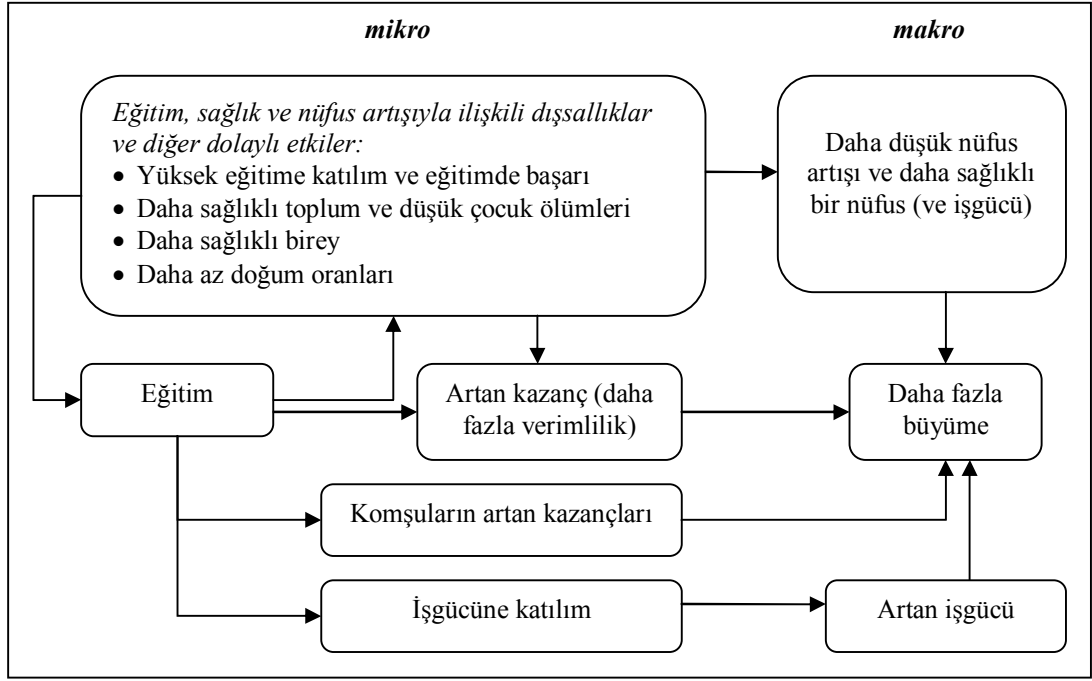 mikro
makro
Eğitim, sağlık ve nüfus artışıyla ilişkili dışsallıklar
ve diğer dolaylı etkiler:
• Yüksek eğitime katılım ve eğitimde başarı
• Daha sağlıklı toplum ve düşük çocuk ölümleri
• Daha sağlıklı birey
• Daha az doğum oranları
Daha düşük nüfus
artışı ve daha sağlıklı
bir nüfus (ve işgücü)
Eğitim
Artan kazanç (daha
fazla verimlilik)
Daha fazla
büyüme
Komşuların artan kazançları
İşgücüne katılım
Artan işgücü